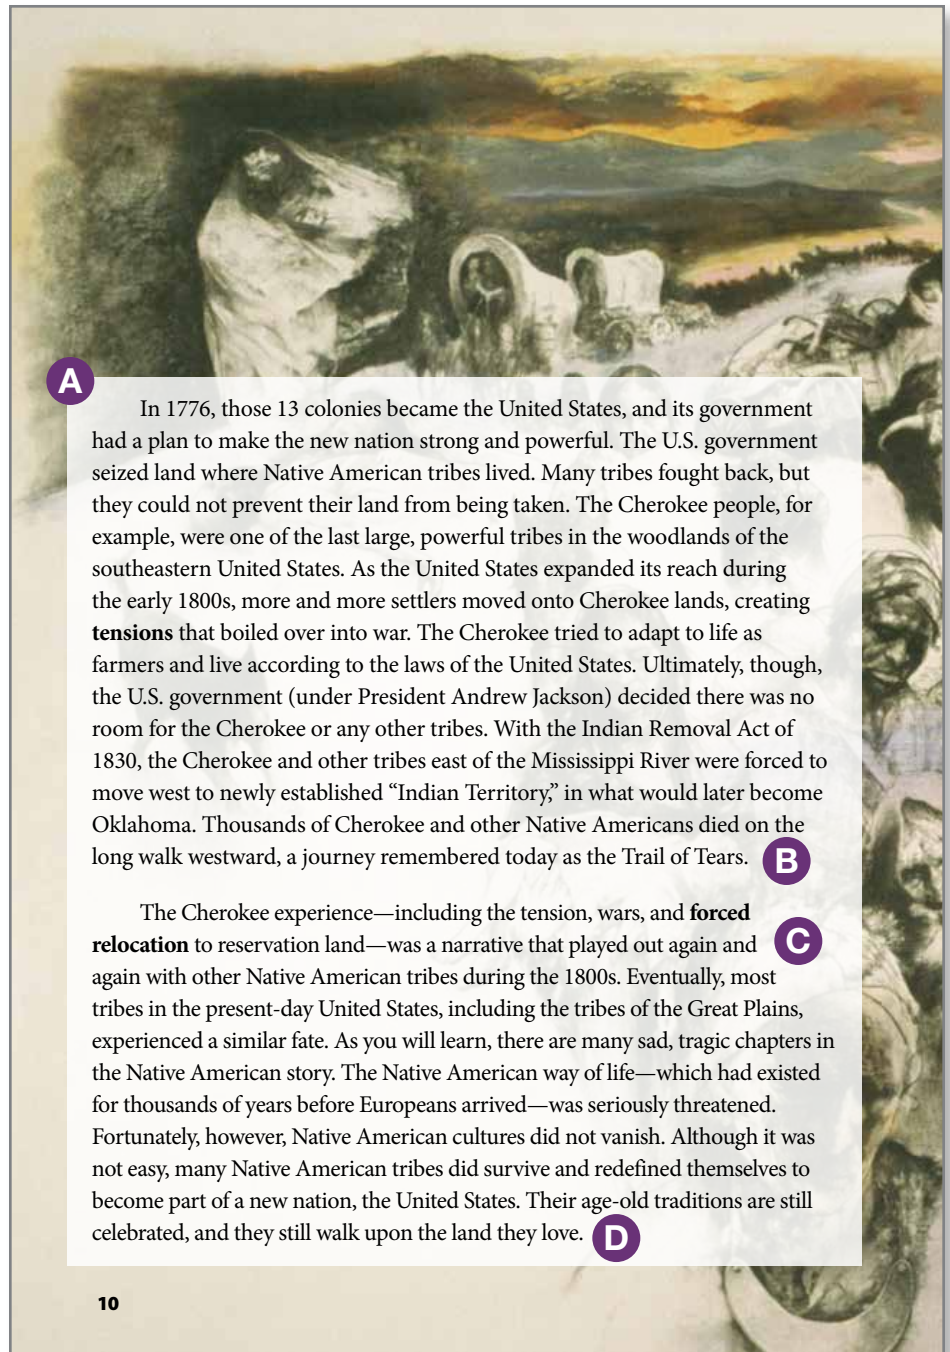 A
In 1776, those 13 colonies became the United States, and its government
had a plan to make the new nation strong and powerful. The U.S. government
seized land where Native American tribes lived. Many tribes fought back, but
they could not prevent their land from being taken. The Cherokee people, for
example, were one of the last large, powerful tribes in the woodlands of the
southeastern United States. As the United States expanded its reach during
the early 1800s, more and more settlers moved onto Cherokee lands, creating
tensions that boiled over into war. The Cherokee tried to adapt to life as
farmers and live according to the laws of the United States. Ultimately, though,
the U.S. government (under President Andrew Jackson) decided there was no
room for the Cherokee or any other tribes. With the Indian Removal Act of
1830, the Cherokee and other tribes east of the Mississippi River were forced to
move west to newly established “Indian Territory,” in what would later become
Oklahoma. Thousands of Cherokee and other Native Americans died on the
long walk westward, a journey remembered today as the Trail of Tears. B
The Cherokee experience—including the tension, wars, and forced
relocation to reservation land—was a narrative that played out again and C
again with other Native American tribes during the 1800s. Eventually, most
tribes in the present-day United States, including the tribes of the Great Plains,
experienced a similar fate. As you will learn, there are many sad, tragic chapters in
the Native American story. The Native American way of life—which had existed
for thousands of years before Europeans arrived—was seriously threatened.
Fortunately, however, Native American cultures did not vanish. Although it was
not easy, many Native American tribes did survive and redefined themselves to
become part of a new nation, the United States. Their age-old traditions are still
celebrated, and they still walk upon the land they love. D
10